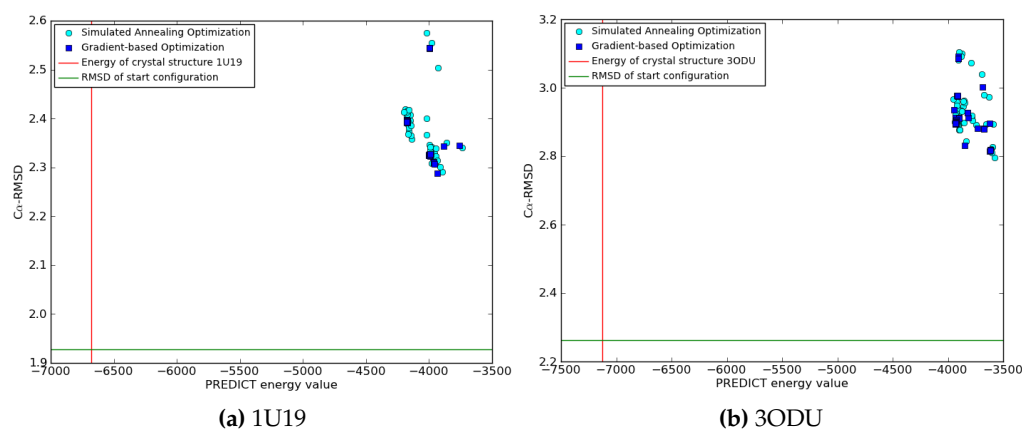 2.6
2.5
2.4
2.3
2.2
2.1
2.0
1.9
Cα-RMSD
Simulated Annealing Optimization
Gradient-based Optimization
Energy of crystal structure 1U19
RMSD of start configuration
−7000 −6500 −6000 −5500 −5000 −4500 −4000 −3500
PREDICT energy value
(a) 1U19
3.2
3.0
2.8
2.6
2.4
2.2
Cα-RMSD
Simulated Annealing Optimization
Gradient-based Optimization
Energy of crystal structure 3ODU
RMSD of start configuration
−7500 −7000 −6500 −6000 −5500 −5000 −4500 −4000 −3500
PREDICT energy value
(b) 3ODU